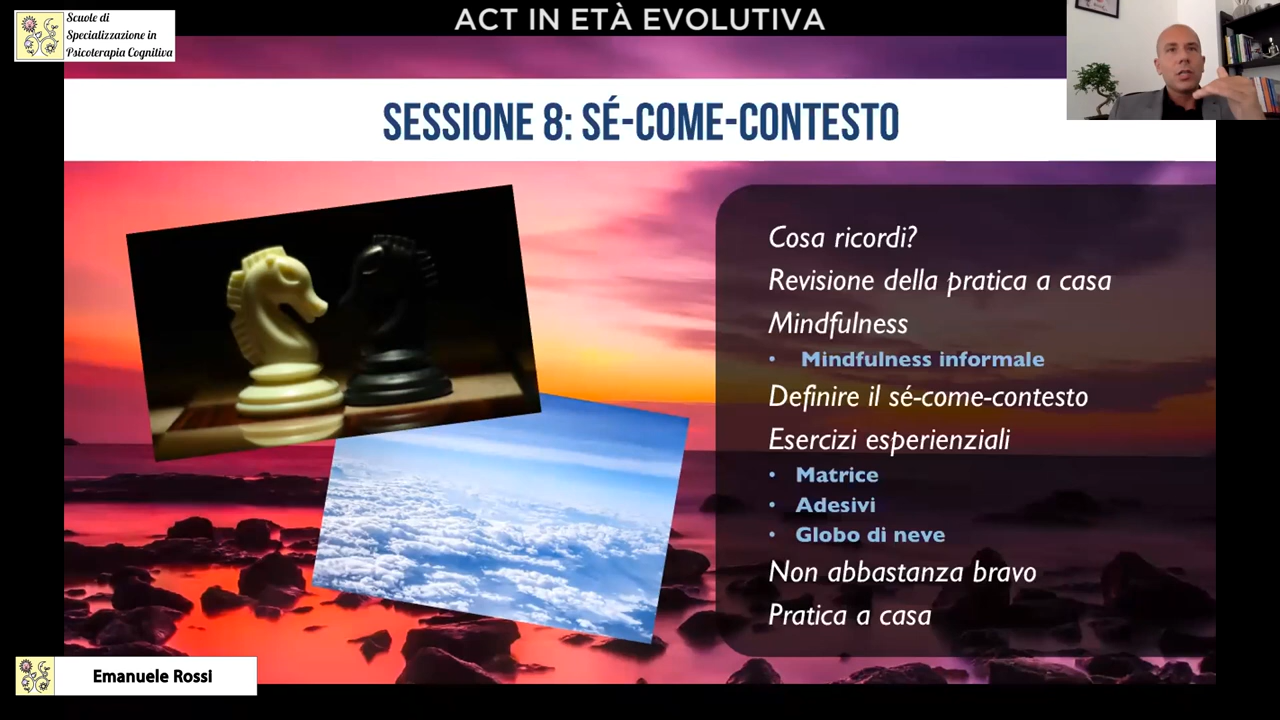 ACT IN ETÀ EVOLUTIVA
Scuole di
Specializzazione in
Psicoterapia Cognitiva
SESSIONE 8: SÉ-COME-CONTESTO
Cosa ricordi?
Revisione della pratica a casa
Mindfulness
• Mindfulness informale
Definire il sé-come-contesto
Esercizi esperienziali
• Matrice
• Adesivi
• Globo di neve
Non abbastanza bravo
Pratica a casa
Emanuele Rossi